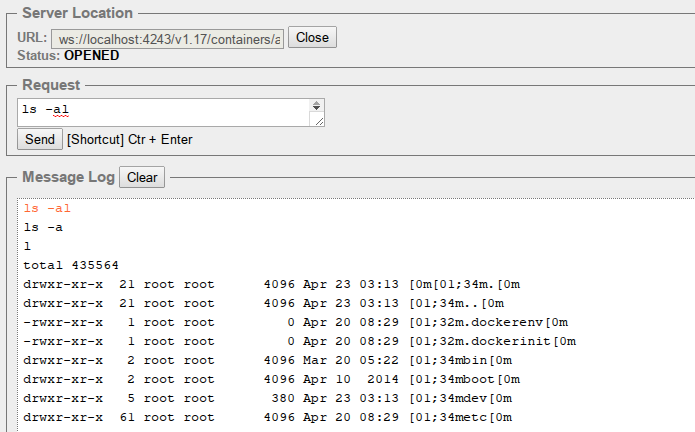 Server Location
URL: ws://localhost:4243/v1.17/containers/a Close
Status: OPENED
Request
ls -al
Send [Shortcut] Ctr + Enter
Message Log Clear
ls -al
ls -a
l
total 435564
drwxr-xr-x  21 root root      4096 Apr 23 03:13 [0m[01;34m.[0m
drwxr-xr-x  21 root root      4096 Apr 23 03:13 [01;34m..[0m
-rwxr-xr-x   1 root root         0 Apr 20 08:29 [01;32m.dockerenv[0m
-rwxr-xr-x   1 root root         0 Apr 20 08:29 [01;32m.dockerinit[0m
drwxr-xr-x   2 root root      4096 Mar 20 05:22 [01;34mbin[0m
drwxr-xr-x   2 root root      4096 Apr 10  2014 [01;34mboot[0m
drwxr-xr-x   5 root root       380 Apr 23 03:13 [01;34mdev[0m
drwxr-xr-x  61 root root      4096 Apr 20 08:29 [01;34metc[0m